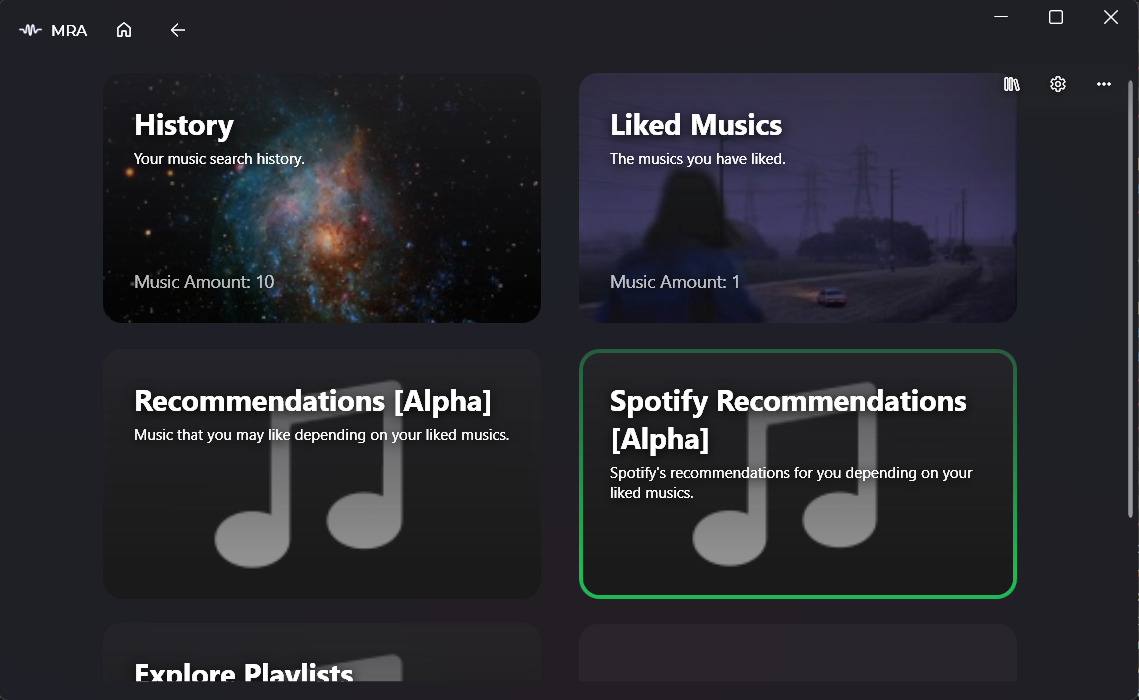 MRA
History
Your music search history.
Music Amount: 10
Liked Musics
The musics you have liked.
Music Amount: 1
Recommendations [Alpha]
Music that you may like depending on your liked musics.
Spotify Recommendations
[Alpha]
Spotify's recommendations for you depending on your
liked musics.
Explore Playlists